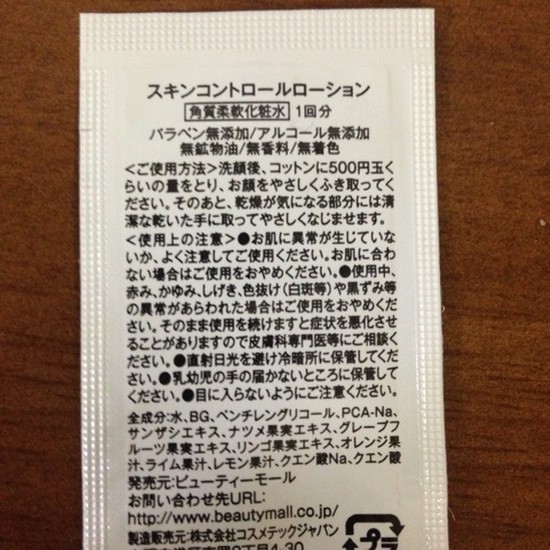 スキンコントロールローション
角質柔軟化粧水 1回分
パラベン無添加/アルコール無添加
無鉱物油/無香料/無着色
<ご使用方法>洗顔後、コットンに500円玉
くらいの量をとり、お顔をやさしくふき取ってく
ださい。そのあと、乾燥が気になる部分には清
潔な乾いた手に取ってやさしくなじませます。
<使用上の注意>●お肌に異常が生じていな
いか、よく注意してご使用ください。お肌に合わ
ない場合はご使用をおやめください。●使用中、
赤み、かゆみ、しげき、色抜け(白斑等)や黒ずみ等
の異常があらわれた場合はご使用をおやめくだ
さい。そのまま使用を続けますと症状を悪化させ
ることがありますので皮膚科専門医等にご相談く
ださい。●直射日光を避け冷暗所に保管してくだ
さい。●乳幼児の手の届かないところに保管して
ください。●目に入らないようにご注意ください。
全成分:水、BG、ペンチレングリコール、PCA-Na、
サンザシエキス、ナツメ果実エキス、グレープフ
ルーツ果実エキス、リンゴ果実エキス、オレンジ果
汁、ライム果汁、レモン果汁、クエン酸Na、クエン酸
発売元:ビューティーモール
お問い合わせ先URL:
http://www.beautymall.co.jp/
製造販売元:株式会社コスメテックジャパン
プラ